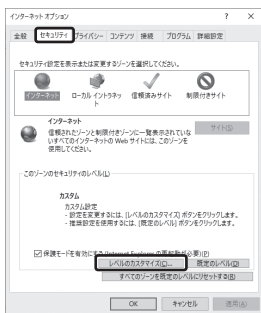 インターネット オプション
? ×
全般 セキュリティ プライバシー コンテンツ 接続 プログラム 詳細設定
セキュリティ設定を表示または変更するゾーンを選択してください。
インターネット ローカル イントラネット 信頼済みサイト 制限付きサイト
インターネット
サイト(S)
信頼されたゾーンと制限付きゾーンに一覧表示されていな
いすべてのインターネットの Web サイトには、このゾーンを
使用してください。
このゾーンのセキュリティのレベル(L)
カスタム
カスタム設定
- 設定を変更するには、[レベルのカスタマイズ] ボタンをクリックします。
- 推奨設定を使用するには、[既定のレベル] ボタンをクリックします。
保護モードを有効にする (Internet Explorer の再起動が必要)(P)
レベルのカスタマイズ(C)... 既定のレベル(D)
すべてのゾーンを既定のレベルにリセットする(R)
OK キャンセル 適用(A)